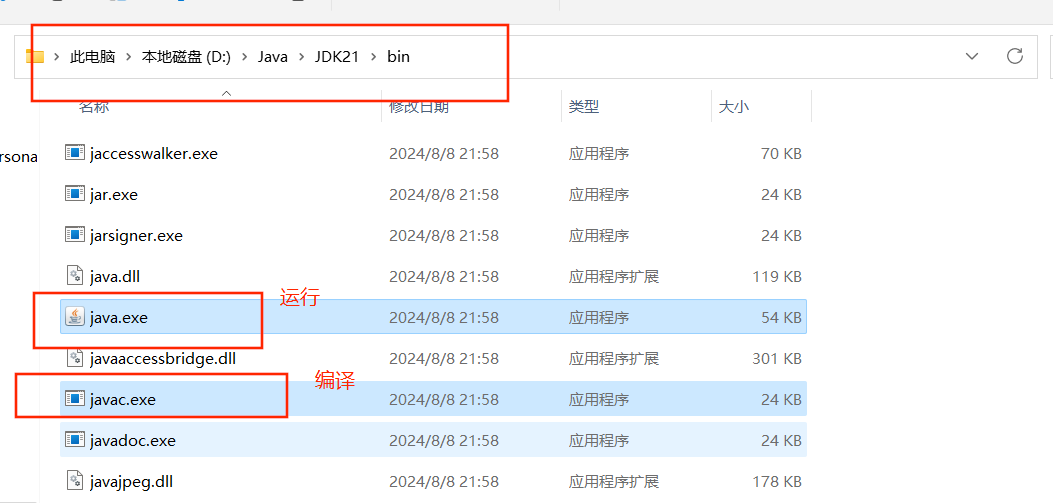 此电脑 > 本地磁盘 (D:) > Java > JDK21 > bin
名称 修改日期 类型 大小
rsona
jaccesswalker.exe 2024/8/8 21:58 应用程序 70 KB
jar.exe 2024/8/8 21:58 应用程序 24 KB
jarsigner.exe 2024/8/8 21:58 应用程序 24 KB
java.dll 2024/8/8 21:58 应用程序扩展 119 KB
运行
java.exe 2024/8/8 21:58 应用程序 54 KB
javaaccessbridge.dll 2024/8/8 21:58 应用程序扩展 301 KB
编译
javac.exe 2024/8/8 21:58 应用程序 24 KB
javadoc.exe 2024/8/8 21:58 应用程序 24 KB
javajpeg.dll 2024/8/8 21:58 应用程序扩展 178 KB